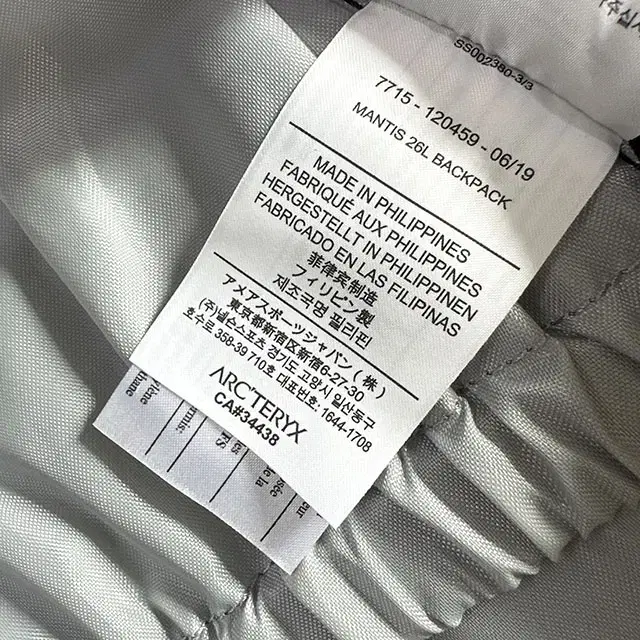 SS002380-3/3
7715 - 120459 - 06/19
MANTIS 26L BACKPACK
MADE IN PHILIPPINES
FABRIQUÉ AUX PHILIPPINES
HERGESTELLT IN PHILIPPINEN
FABRICADO EN LAS FILIPINAS
菲律宾制造
フィリピン製
제조국명 필리핀
アメアスポーツジャパン(株)
東京都新宿区新宿6-27-30
(주)넬슨스포츠 경기도 고양시 일산동구
호수로 358-39 710호 대표번호. 1644-1708
ARC'TERYX
CA#34438